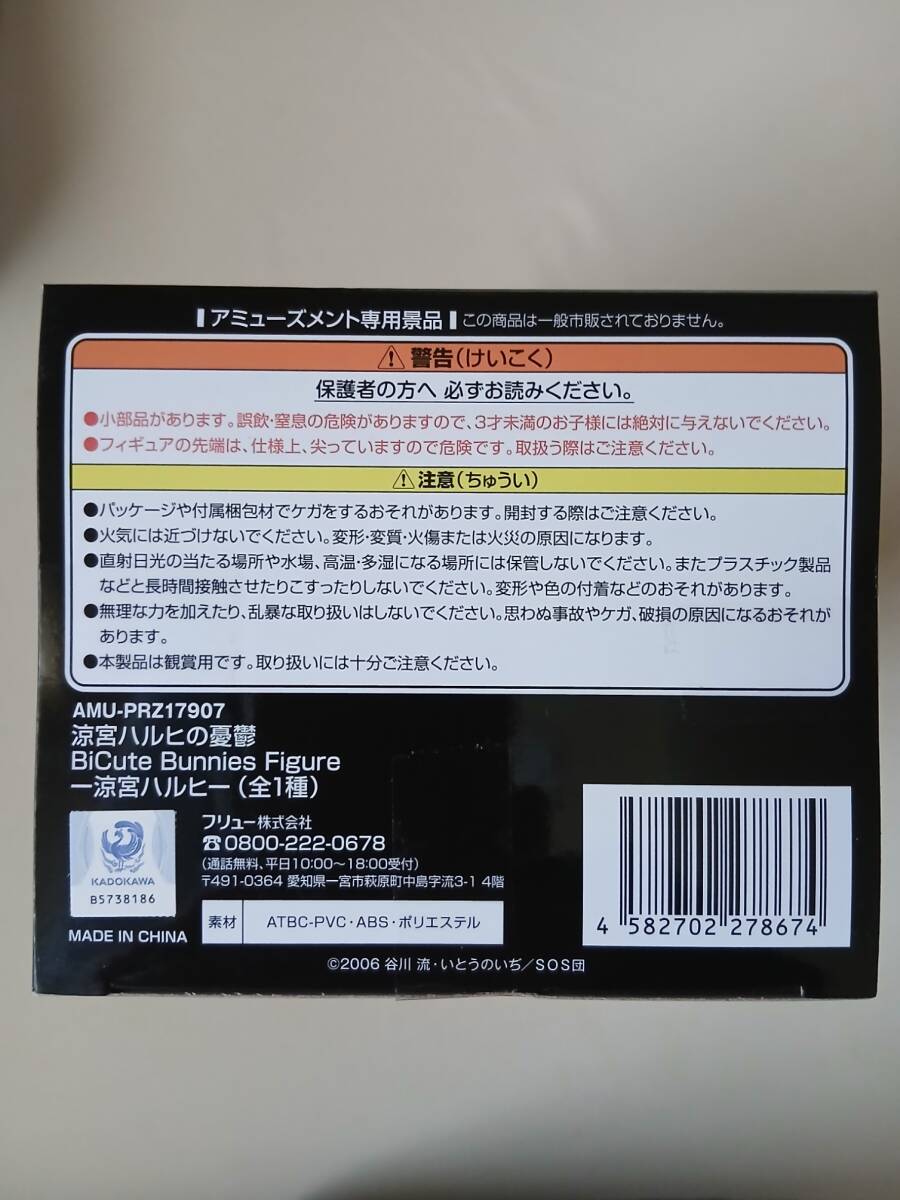 アミューズメント専用景品 この商品は一般市販されておりません。
⚠警告(けいこく)
保護者の方へ 必ずお読みください。
●小部品があります。誤飲・窒息の危険がありますので、3才未満のお子様には絶対に与えないでください。
●フィギュアの先端は、仕様上、尖っていますので危険です。取扱う際はご注意ください。
⚠注意(ちゅうい)
●パッケージや付属梱包材でケガをするおそれがあります。開封する際はご注意ください。
●火気には近づけないでください。変形・変質・火傷または火災の原因になります。
●直射日光の当たる場所や水場、高温・多湿になる場所には保管しないでください。またプラスチック製品
などと長時間接触させたりこすったりしないでください。変形や色の付着などのおそれがあります。
●無理な力を加えたり、乱暴な取り扱いはしないでください。思わぬ事故やケガ、破損の原因になるおそれが
あります。
●本製品は観賞用です。取り扱いには十分ご注意ください。
AMU-PRZ17907
涼宮ハルヒの憂鬱
BiCute Bunnies Figure
ー涼宮ハルヒー(全1種)
フリュー株式会社
☎0800-222-0678
(通話無料、平日10:00〜18:00受付)
〒491-0364 愛知県一宮市萩原町中島字流3-1 4階
KADOKAWA
B5738186
素材 ATBC-PVC・ABS・ポリエステル
MADE IN CHINA
4 582702 278674
©2006 谷川 流・いとうのいぢ/SOS団